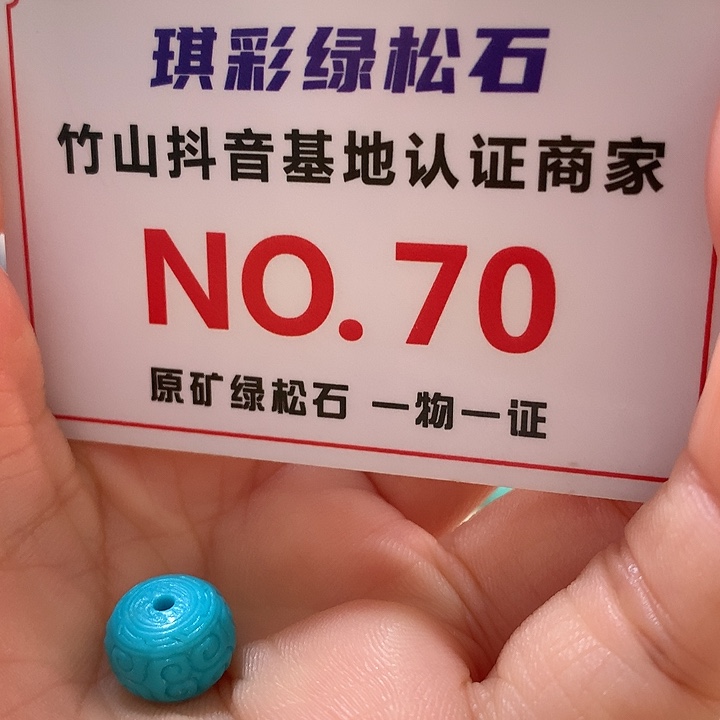 琪彩绿松石
竹山抖音基地认证商家
NO.70
原矿绿松石 一物一证